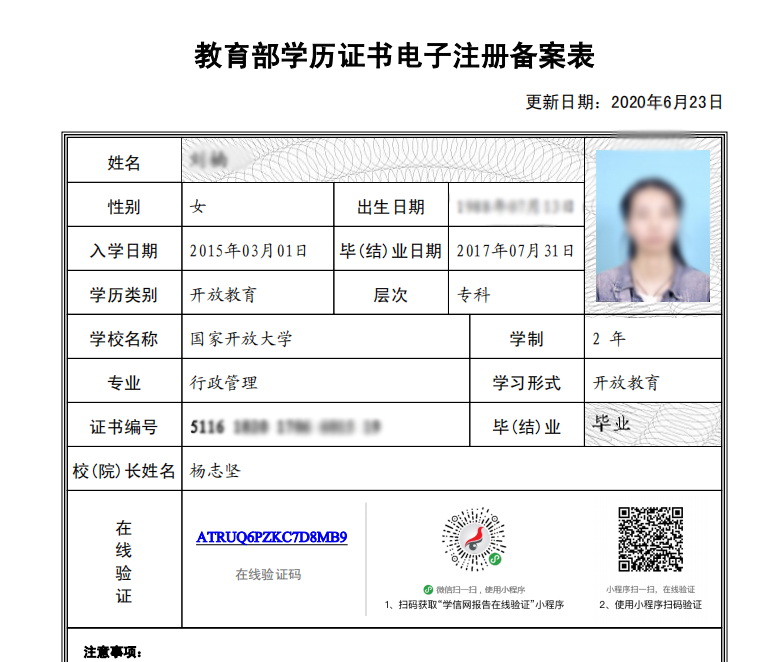 教育部学历证书电子注册备案表
更新日期：2020年6月23日
姓名
性别 女 出生日期
入学日期 2015年03月01日 毕(结)业日期 2017年07月31日
学历类别 开放教育 层次 专科
学校名称 国家开放大学 学制 2 年
专业 行政管理 学习形式 开放教育
证书编号 5116 毕(结)业 毕业
校(院)长姓名 杨志坚
在线验证
ATRUQ6PZKC7D8MB9
在线验证码
微信扫一扫，使用小程序
1、扫码获取“学信网报告在线验证”小程序
小程序扫一扫，在线验证
2、使用小程序扫码验证
注意事项：